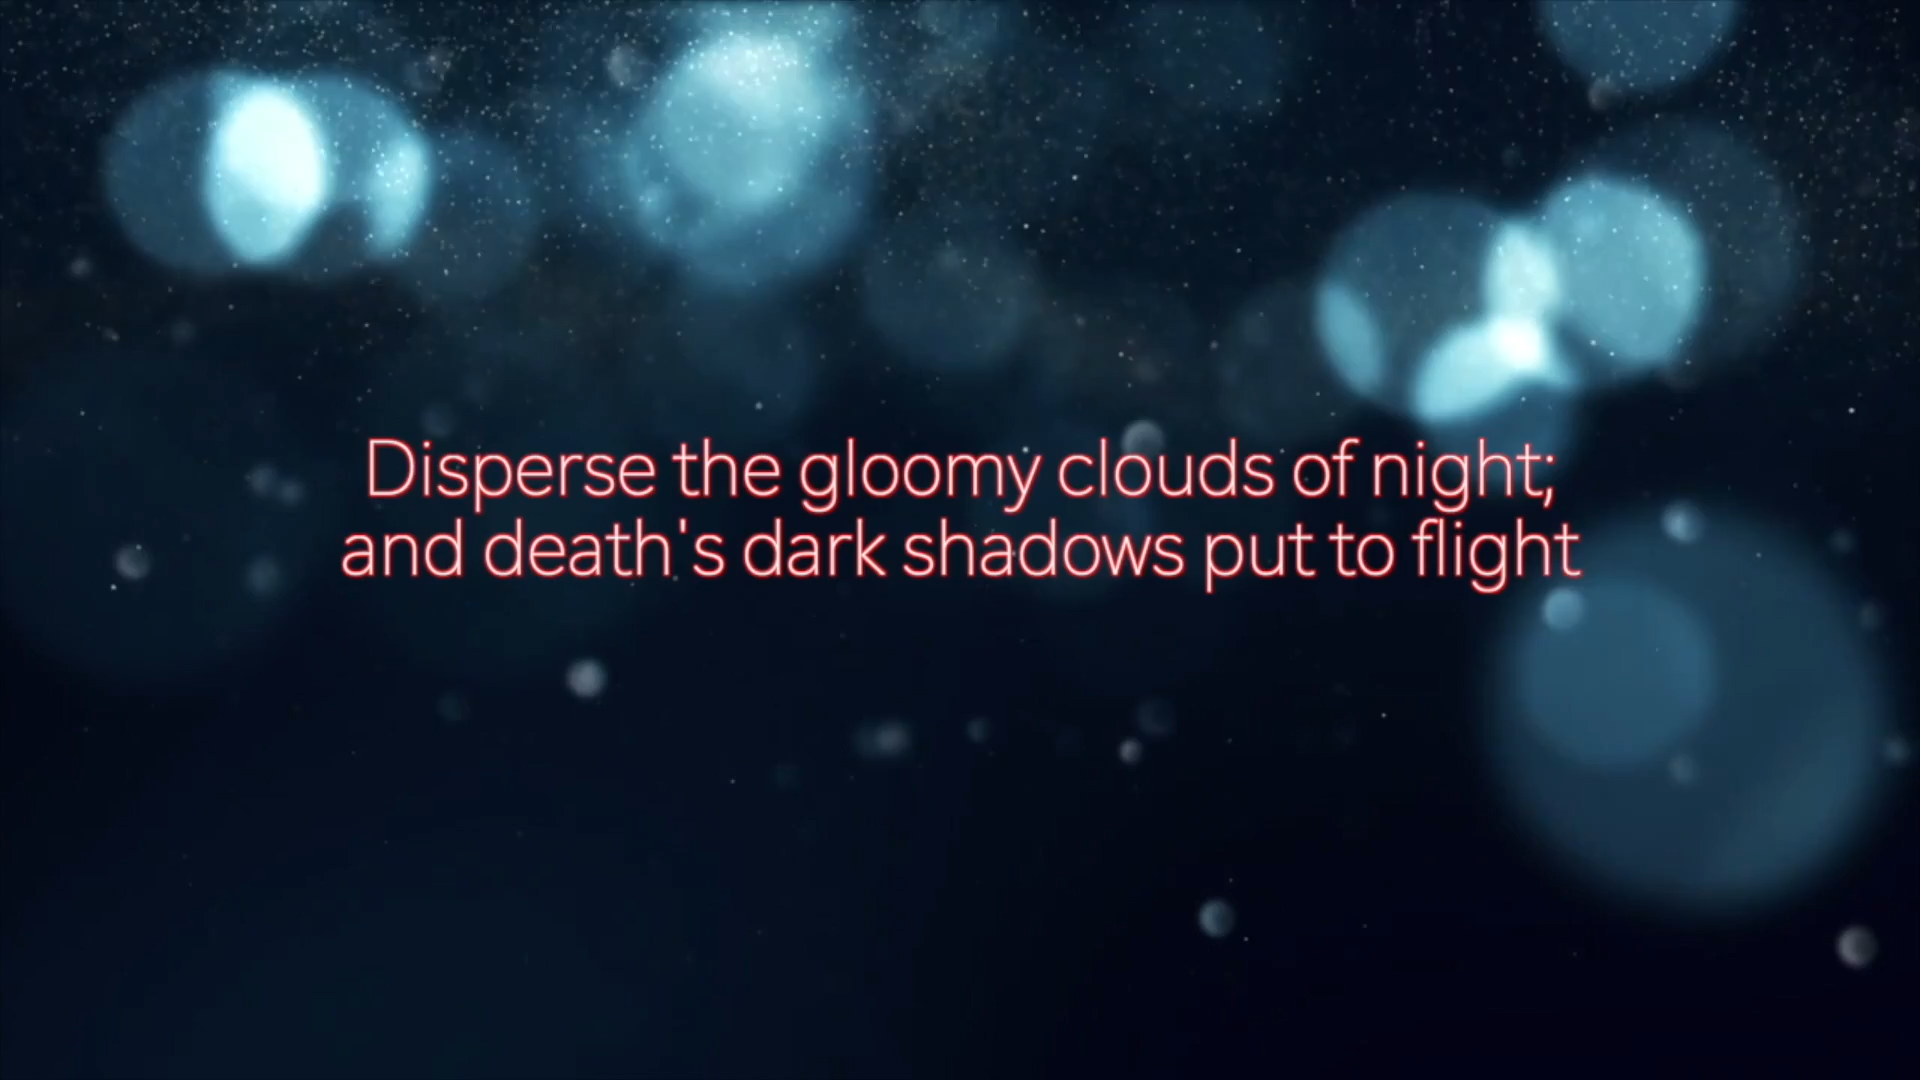 Disperse the gloomy clouds of night;
and death's dark shadows put to flight